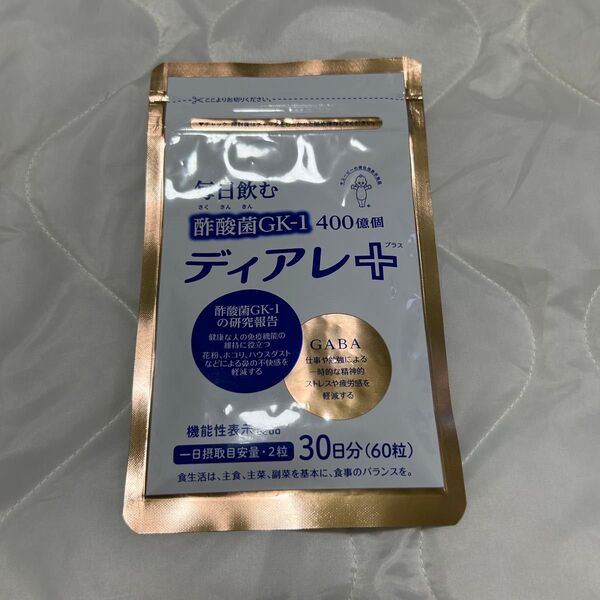 ここよりお切りください。
毎日飲む
さく さん きん
酢酸菌GK-1 400億個
ディアレ+
プラス
酢酸菌GK-1
の研究報告
健康な人の免疫機能の
維持に役立つ
花粉、ホコリ、ハウスダスト
などによる鼻の不快感を
軽減する
GABA
仕事や勉強による
一時的な精神的
ストレスや疲労感を
軽減する
機能性表示食品
一日摂取目安量・2粒 30日分(60粒)
食生活は、主食、主菜、副菜を基本に、食事のバランスを。